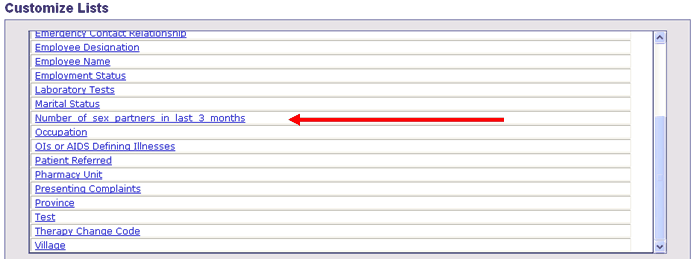 Customize Lists
Emergency Contact Relationship
Employee Designation
Employee Name
Employment Status
Laboratory Tests
Marital Status
Number_of_sex_partners_in_last_3_months
Occupation
OIs or AIDS Defining Illnesses
Patient Referred
Pharmacy Unit
Presenting Complaints
Province
Test
Therapy Change Code
Village